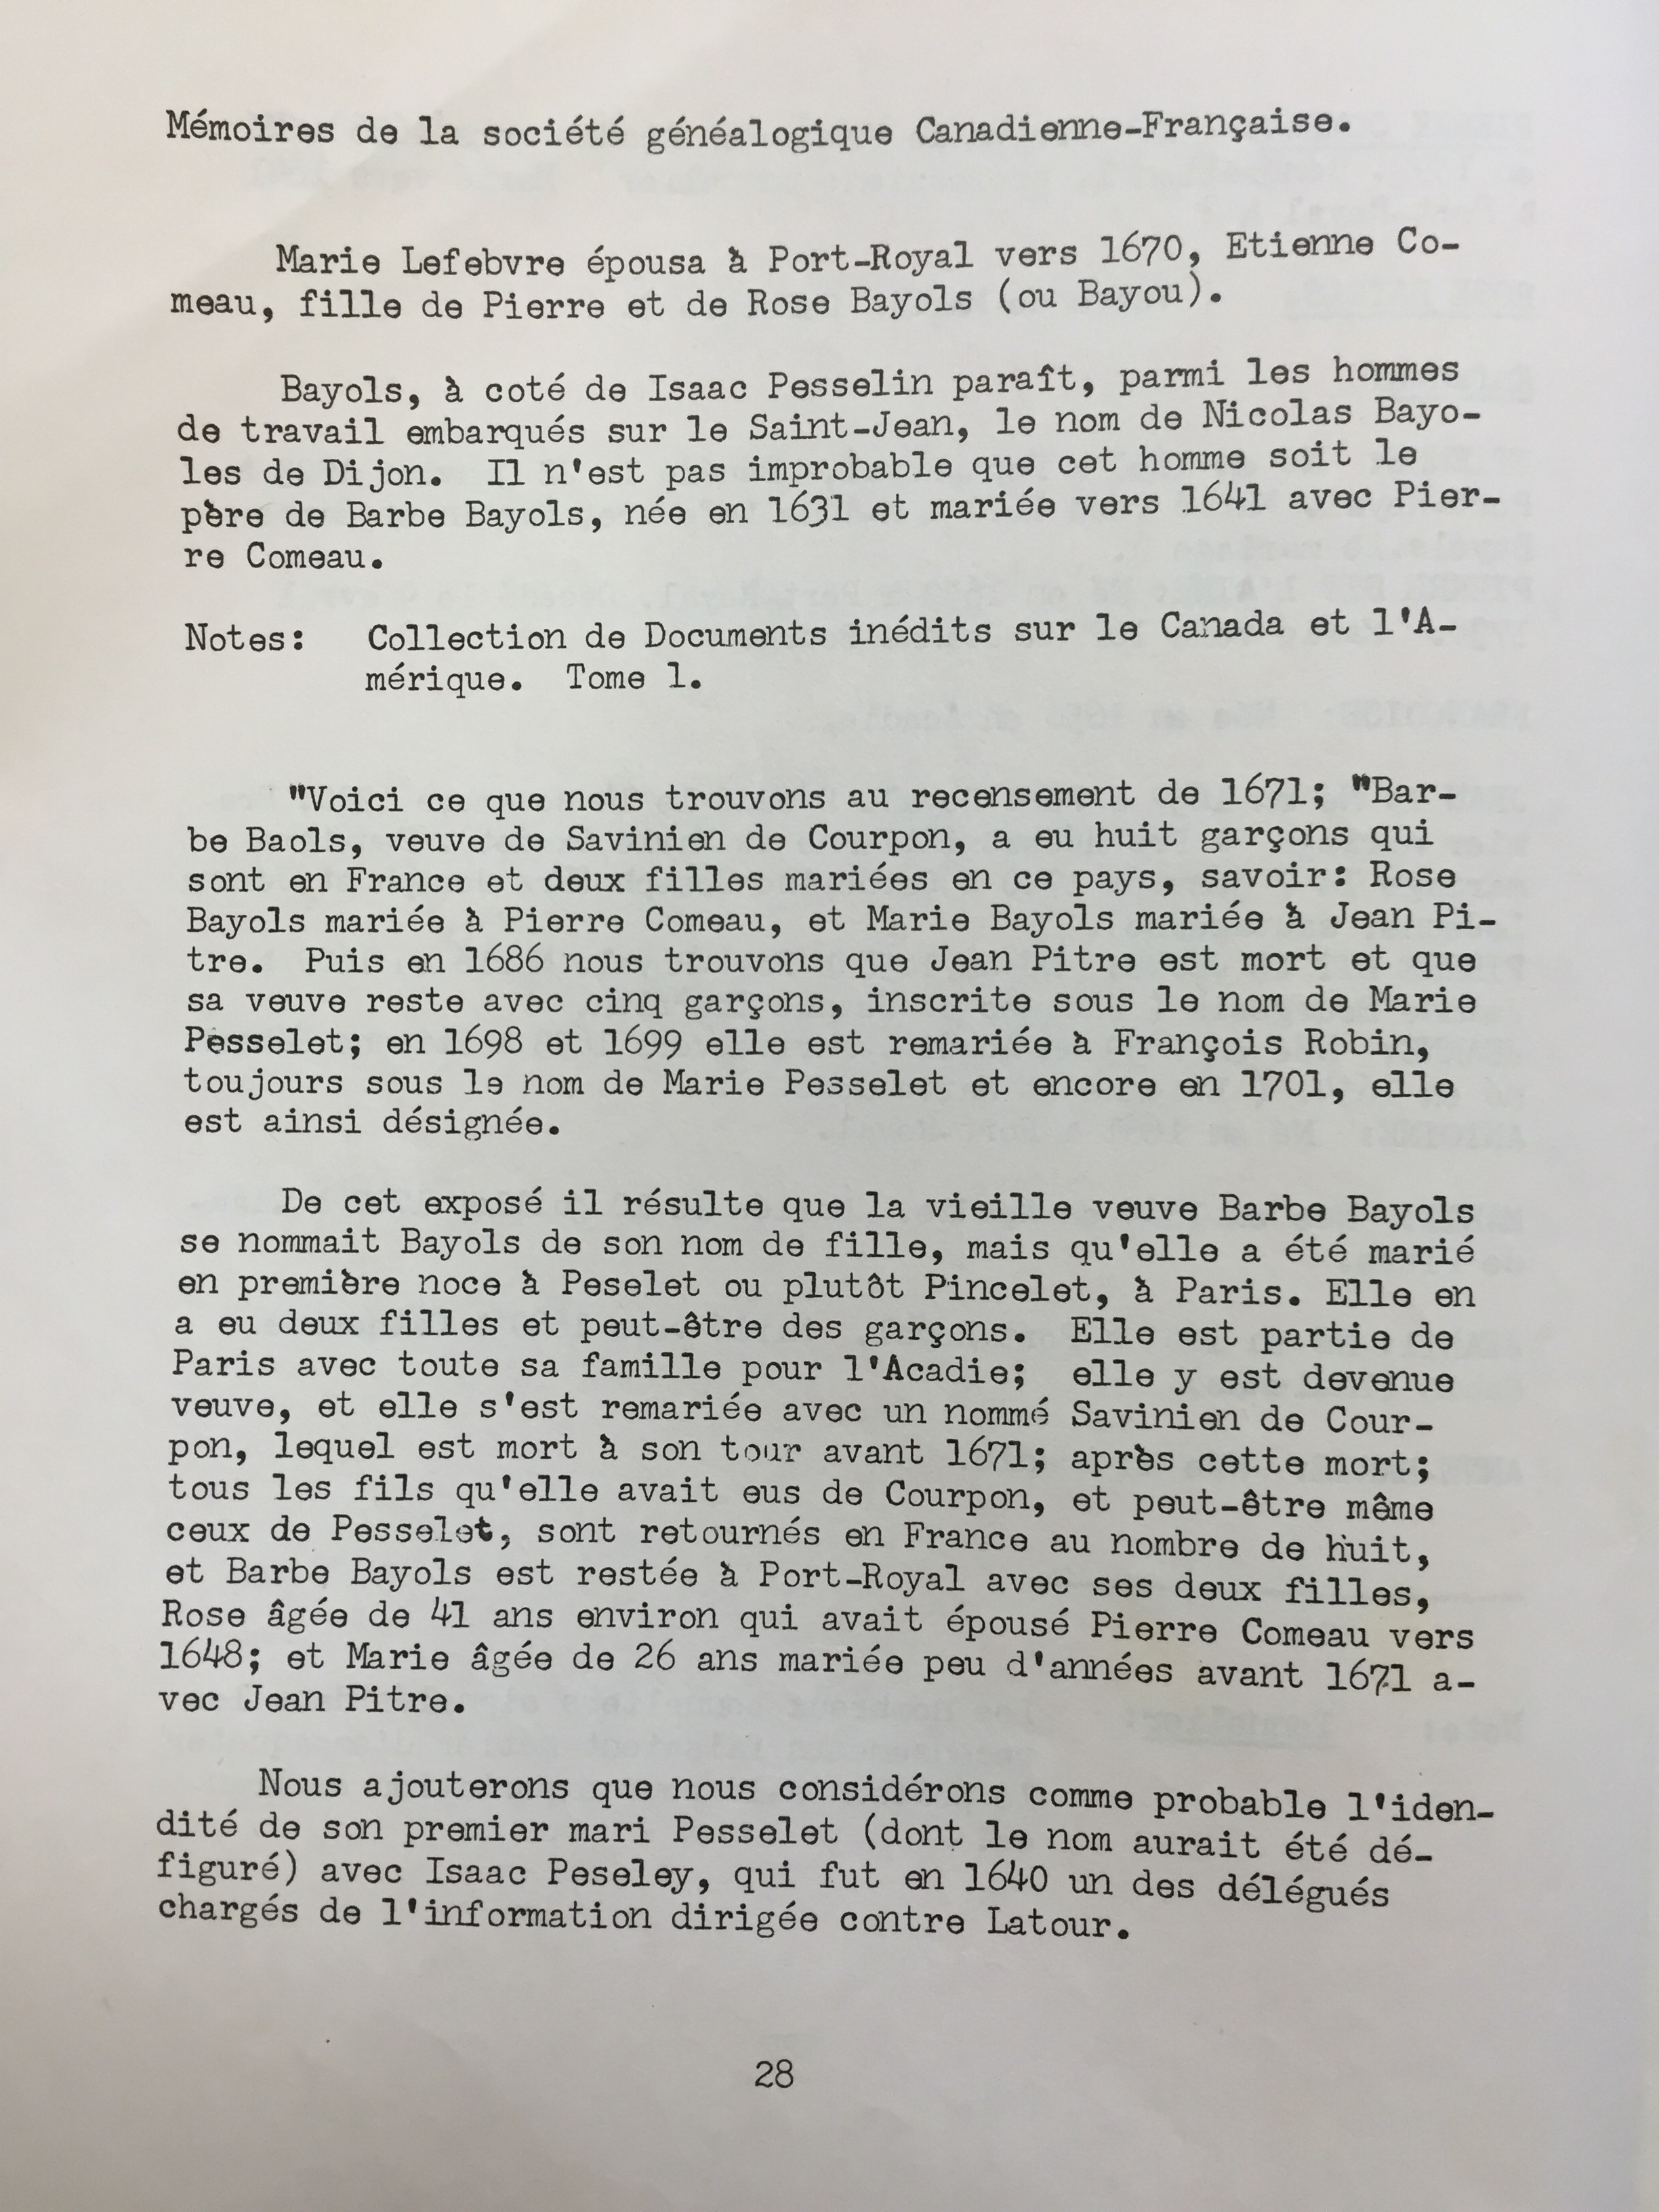 Mémoires de la société généalogique Canadienne-Française.
Marie Lefebvre épousa à Port-Royal vers 1670, Etienne Co-
meau, fille de Pierre et de Rose Bayols (ou Bayou).
Bayols, à coté de Isaac Pesselin paraît, parmi les hommes
de travail embarqués sur le Saint-Jean, le nom de Nicolas Bayo-
les de Dijon. Il n'est pas improbable que cet homme soit le
père de Barbe Bayols, née en 1631 et mariée vers 1641 avec Pier-
re Comeau.
Notes: Collection de Documents inédits sur le Canada et l'A-
mérique. Tome 1.
"Voici ce que nous trouvons au recensement de 1671; "Bar-
be Baols, veuve de Savinien de Courpon, a eu huit garçons qui
sont en France et deux filles mariées en ce pays, savoir: Rose
Bayols mariée à Pierre Comeau, et Marie Bayols mariée à Jean Pi-
tre. Puis en 1686 nous trouvons que Jean Pitre est mort et que
sa veuve reste avec cinq garçons, inscrite sous le nom de Marie
Pesselet; en 1698 et 1699 elle est remariée à François Robin,
toujours sous le nom de Marie Pesselet et encore en 1701, elle
est ainsi désignée.
De cet exposé il résulte que la vieille veuve Barbe Bayols
se nommait Bayols de son nom de fille, mais qu'elle a été marié
en première noce à Peselet ou plutôt Pincelet, à Paris. Elle en
a eu deux filles et peut-être des garçons. Elle est partie de
Paris avec toute sa famille pour l'Acadie; elle y est devenue
veuve, et elle s'est remariée avec un nommé Savinien de Cour-
pon, lequel est mort à son tour avant 1671; après cette mort;
tous les fils qu'elle avait eus de Courpon, et peut-être même
ceux de Pesselet, sont retournés en France au nombre de huit,
et Barbe Bayols est restée à Port-Royal avec ses deux filles,
Rose âgée de 41 ans environ qui avait épousé Pierre Comeau vers
1648; et Marie âgée de 26 ans mariée peu d'années avant 1671 a-
vec Jean Pitre.
Nous ajouterons que nous considérons comme probable l'iden-
dité de son premier mari Pesselet (dont le nom aurait été dé-
figuré) avec Isaac Peseley, qui fut en 1640 un des délégués
chargés de l'information dirigée contre Latour.
28